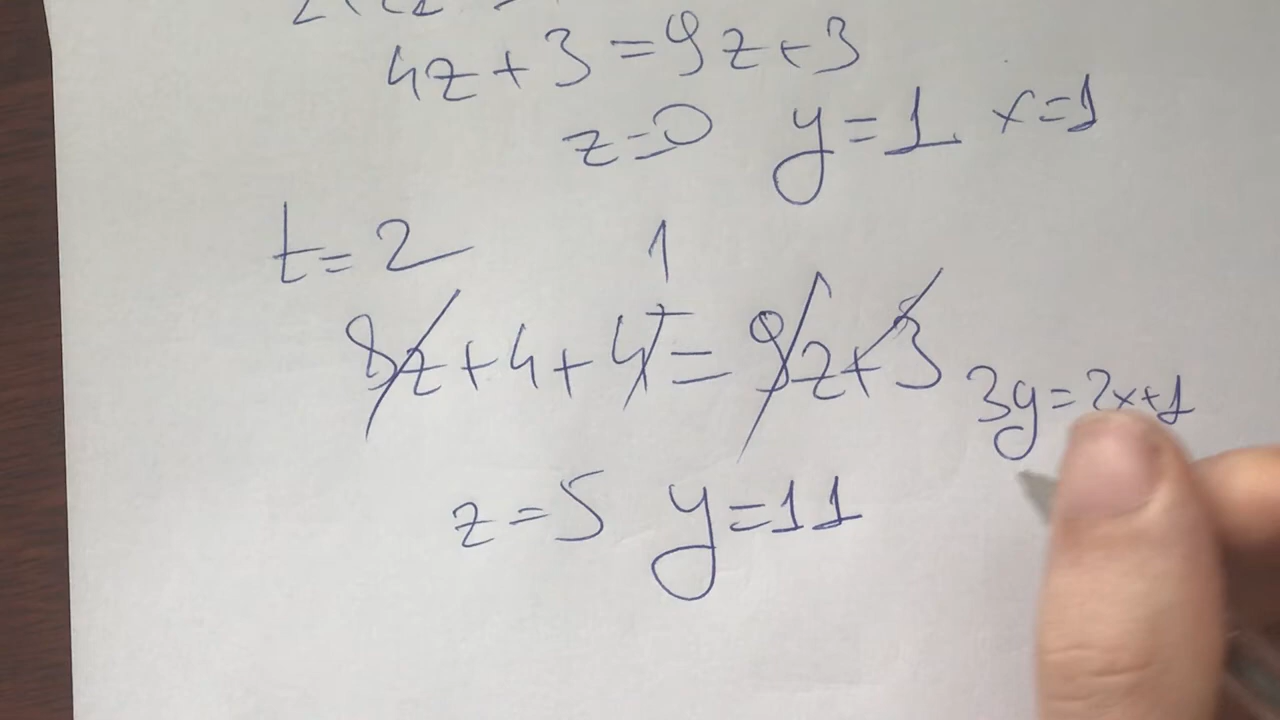 4z+3=9z+3
z=0 y=1 x=1
t=2 1
8z+4+4=9z+3
3y=2x+1
z=5 y=11